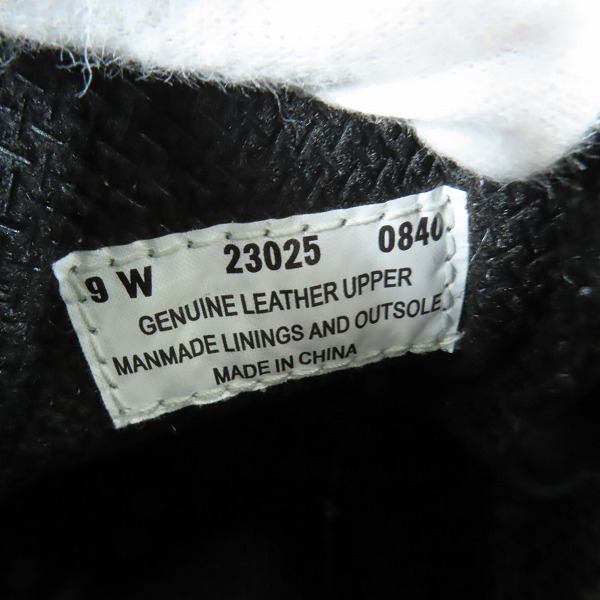 9 W 23025 0840
GENUINE LEATHER UPPER
MANMADE LININGS AND OUTSOLE
MADE IN CHINA